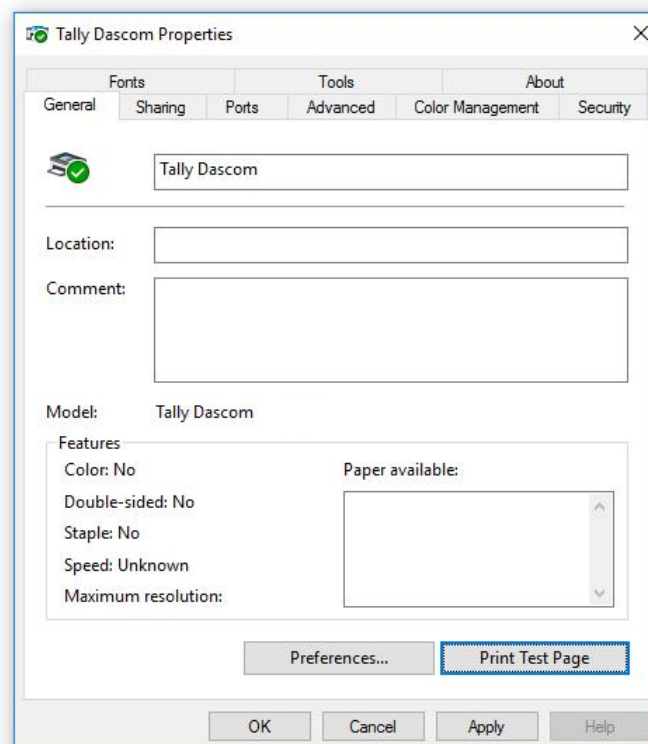 Tally Dascom Properties
Fonts Tools About
General Sharing Ports Advanced Color Management Security
Tally Dascom
Location:
Comment:
Model: Tally Dascom
Features
Color: No
Paper available:
Double-sided: No
Staple: No
Speed: Unknown
Maximum resolution:
Preferences... Print Test Page
OK Cancel Apply Help